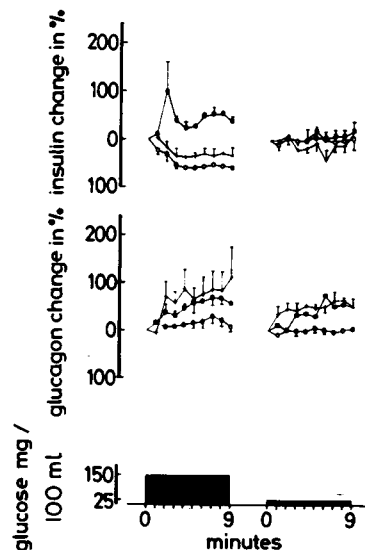 insulin change in %
200
100
0
100
glucagon change in %
200
100
0
100
glucose mg /
100 ml
150
25
0 9 0 9
minutes